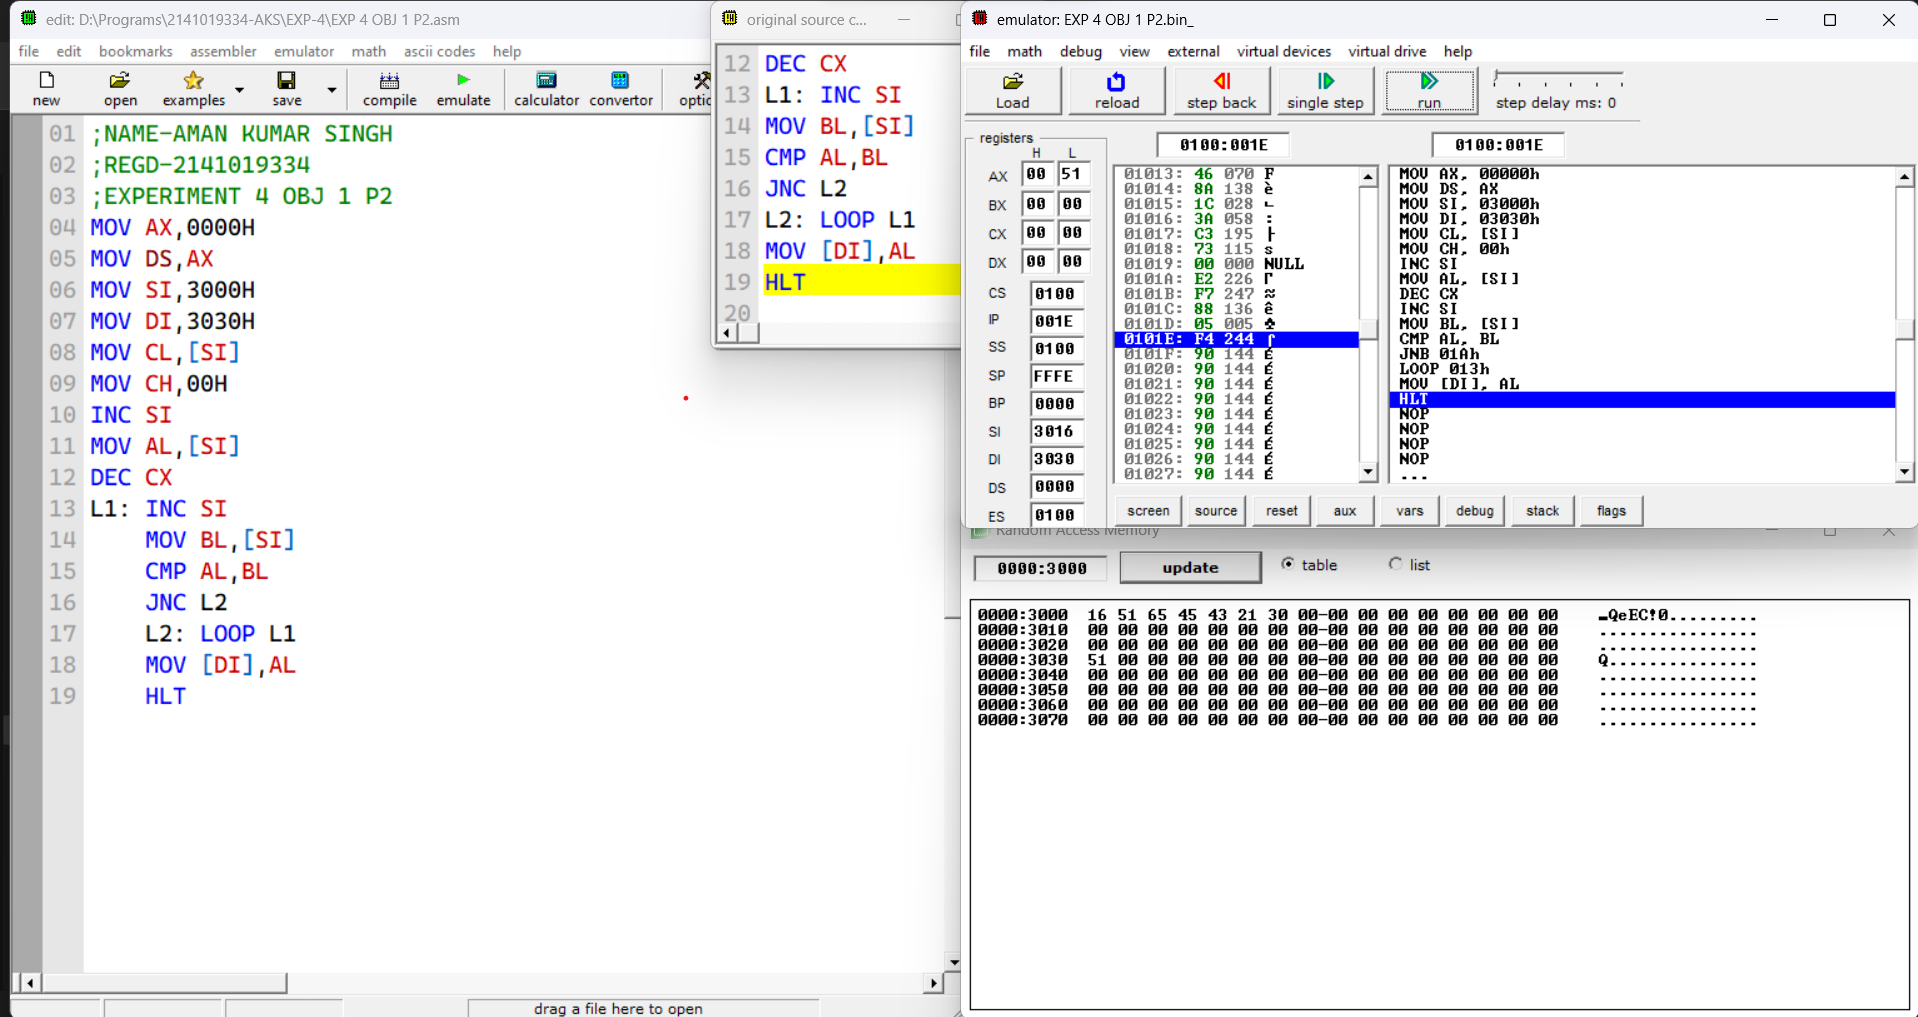 edit: D:\Programs\2141019334-AKS\EXP-4\EXP 4 OBJ 1 P2.asm
file edit bookmarks assembler emulator math ascii codes help
new open examples save compile emulate calculator convertor
01 ;NAME-AMAN KUMAR SINGH
02 ;REGD-2141019334
03 ;EXPERIMENT 4 OBJ 1 P2
04 MOV AX,0000H
05 MOV DS,AX
06 MOV SI,3000H
07 MOV DI,3030H
08 MOV CL,[SI]
09 MOV CH,00H
10 INC SI
11 MOV AL,[SI]
12 DEC CX
13 L1: INC SI
14 MOV BL,[SI]
15 CMP AL,BL
16 JNC L2
17 L2: LOOP L1
18 MOV [DI],AL
19 HLT
drag a file here to open
original source c...
12 DEC CX
13 L1: INC SI
14 MOV BL,[SI]
15 CMP AL,BL
16 JNC L2
17 L2: LOOP L1
18 MOV [DI],AL
19 HLT
20
emulator: EXP 4 OBJ 1 P2.bin_
file math debug view external virtual devices virtual drive help
Load reload step back single step run step delay ms: 0
registers
H L
AX 00 51
BX 00 00
CX 00 00
DX 00 00
CS 0100
IP 001E
SS 0100
SP FFFE
BP 0000
SI 3016
DI 3030
DS 0000
ES 0100
0100:001E
01013: 46 070 F
01014: 8A 138 è
01015: 1C 028 ∟
01016: 3A 058 :
01017: C3 195 ├
01018: 73 115 s
01019: 00 000 NULL
0101A: E2 226 Γ
0101B: F7 247 ≈
0101C: 88 136 ê
0101D: 05 005 ♣
0101E: F4 244 ⌠
0101F: 90 144 É
01020: 90 144 É
01021: 90 144 É
01022: 90 144 É
01023: 90 144 É
01024: 90 144 É
01025: 90 144 É
01026: 90 144 É
01027: 90 144 É
0100:001E
MOV AX, 00000h
MOV DS, AX
MOV SI, 03000h
MOV DI, 03030h
MOV CL, [SI]
MOV CH, 00h
INC SI
MOV AL, [SI]
DEC CX
INC SI
MOV BL, [SI]
CMP AL, BL
JNB 01Ah
LOOP 013h
MOV [DI], AL
HLT
NOP
NOP
NOP
NOP
...
screen source reset aux vars debug stack flags
Random Access Memory
0000:3000 update table list
0000:3000 16 51 65 45 43 21 30 00-00 00 00 00 00 00 00 00 ▬QeEC!0.........
0000:3010 00 00 00 00 00 00 00 00-00 00 00 00 00 00 00 00 ................
0000:3020 00 00 00 00 00 00 00 00-00 00 00 00 00 00 00 00 ................
0000:3030 51 00 00 00 00 00 00 00-00 00 00 00 00 00 00 00 Q...............
0000:3040 00 00 00 00 00 00 00 00-00 00 00 00 00 00 00 00 ................
0000:3050 00 00 00 00 00 00 00 00-00 00 00 00 00 00 00 00 ................
0000:3060 00 00 00 00 00 00 00 00-00 00 00 00 00 00 00 00 ................
0000:3070 00 00 00 00 00 00 00 00-00 00 00 00 00 00 00 00 ................